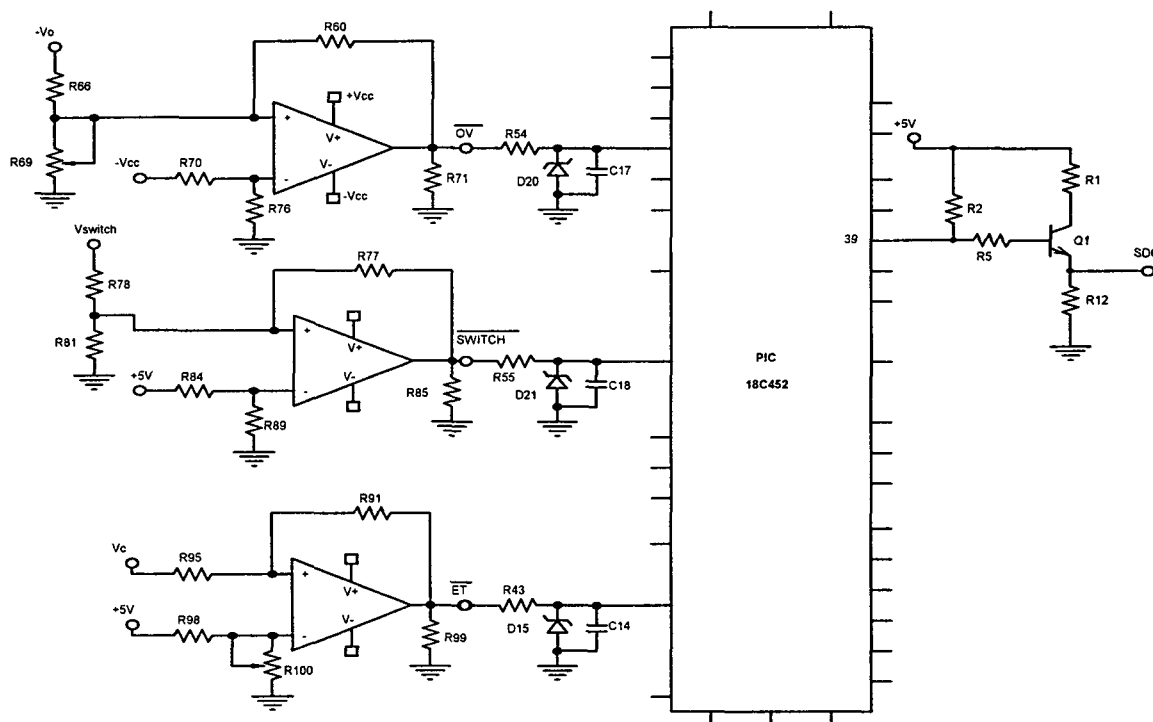 -Vo
R66
R69
R60
+Vcc
+
V+
V-
-
-Vcc
-Vcc
R70
R76
R71
OV
R54
D20
C17
Vswitch
R78
R81
R77
+
V+
V-
-
+5V
R84
R89
R85
SWITCH
R55
D21
C18
Vc
R95
R91
+
V+
V-
-
+5V
R98
R100
R99
ET
R43
D15
C14
PIC
18C452
39
+5V
R2
R1
R5
Q1
R12